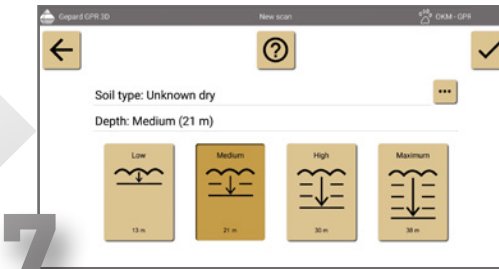 Gepard GPR 3D New scan OKM - GPR
Soil type: Unknown dry
Depth: Medium (21 m)
Low Medium High Maximum
13 m 21 m 30 m 38 m
7